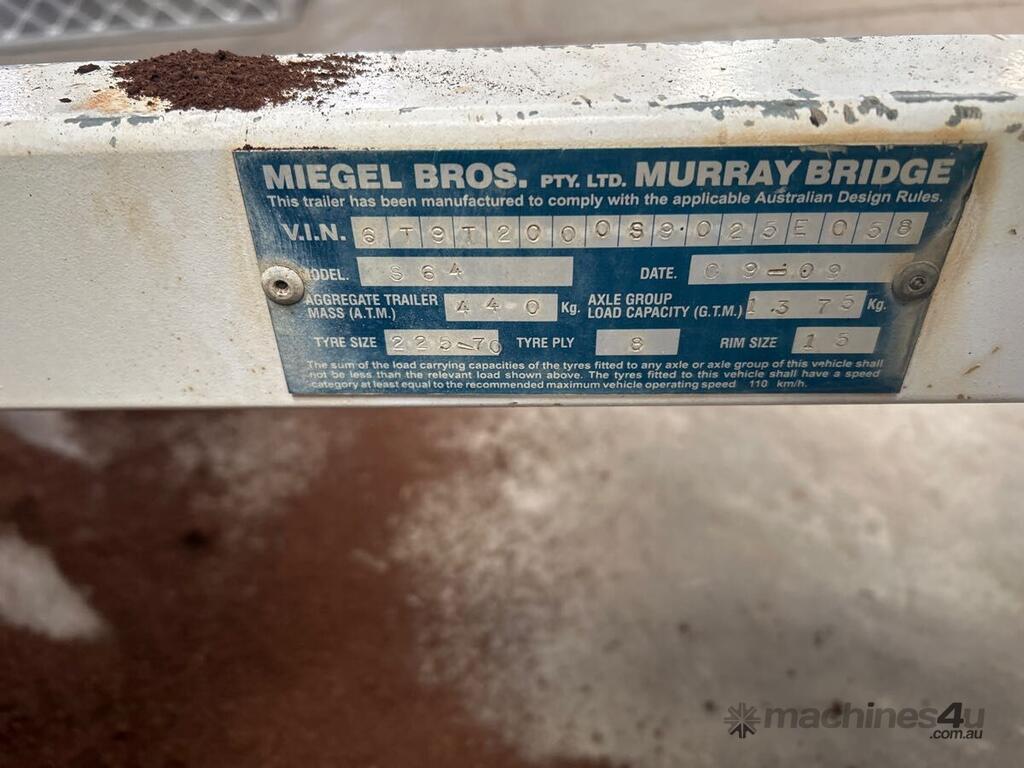 MIEGEL BROS. PTY. LTD. MURRAY BRIDGE
This trailer has been manufactured to comply with the applicable Australian Design Rules.
V.I.N. 6T9T20009025E058
MODEL. S64 DATE. 09-09
AGGREGATE TRAILER MASS (A.T.M.) 440 Kg. AXLE GROUP LOAD CAPACITY (G.T.M.) 1375 Kg.
TYRE SIZE 225-70 TYRE PLY 8 RIM SIZE 15
The sum of the load carrying capacities of the tyres fitted to any axle or axle group of this vehicle shall
not be less than the relevant load shown above. The tyres fitted to this vehicle shall have a speed
category at least equal to the recommended maximum vehicle operating speed 110 km/h.
machines4u
.com.au